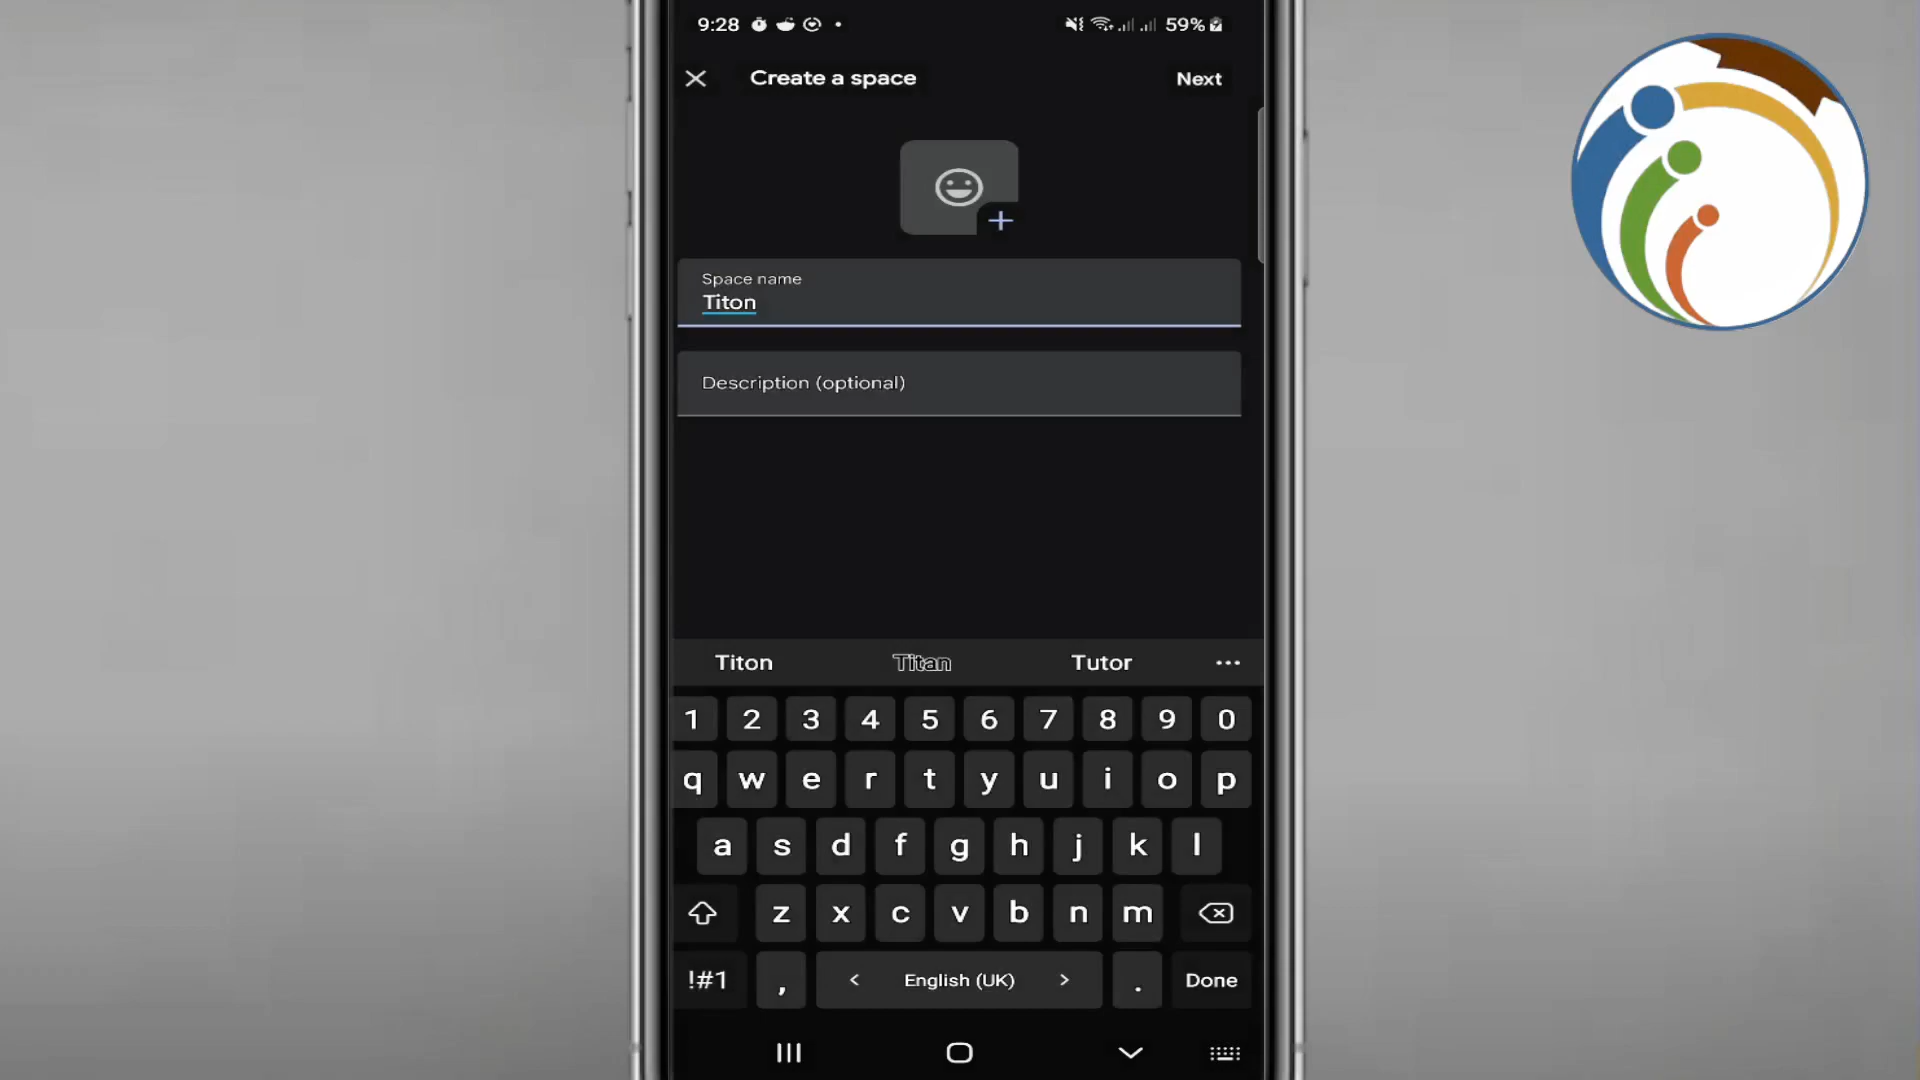 9:28
59%
Create a space
Next
Space name
Titon
Description (optional)
Titon
Titan
Tutor
1 2 3 4 5 6 7 8 9 0
q w e r t y u i o p
a s d f g h j k l
z x c v b n m
!#1 , < English (UK) > . Done